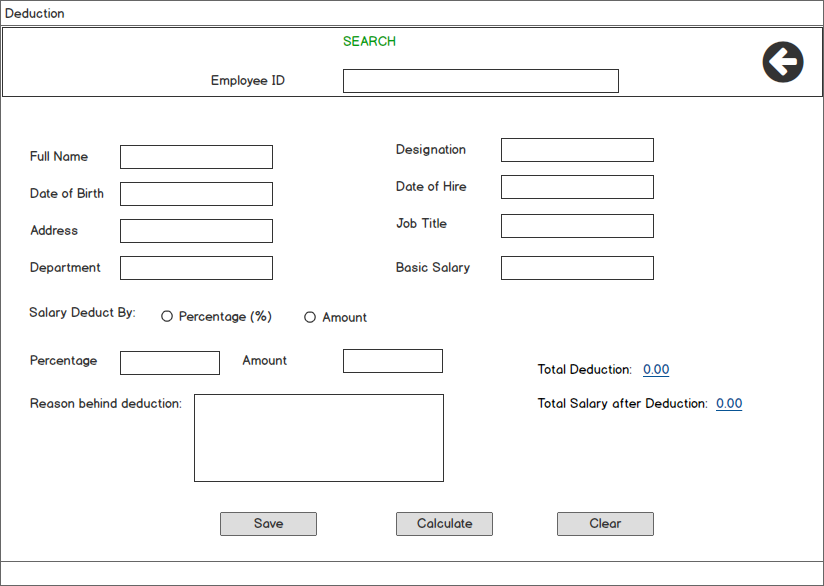 Deduction
SEARCH
Employee ID
Full Name
Designation
Date of Birth
Date of Hire
Address
Job Title
Department
Basic Salary
Salary Deduct By: Percentage (%) Amount
Percentage Amount
Total Deduction: 0.00
Reason behind deduction:
Total Salary after Deduction: 0.00
Save Calculate Clear